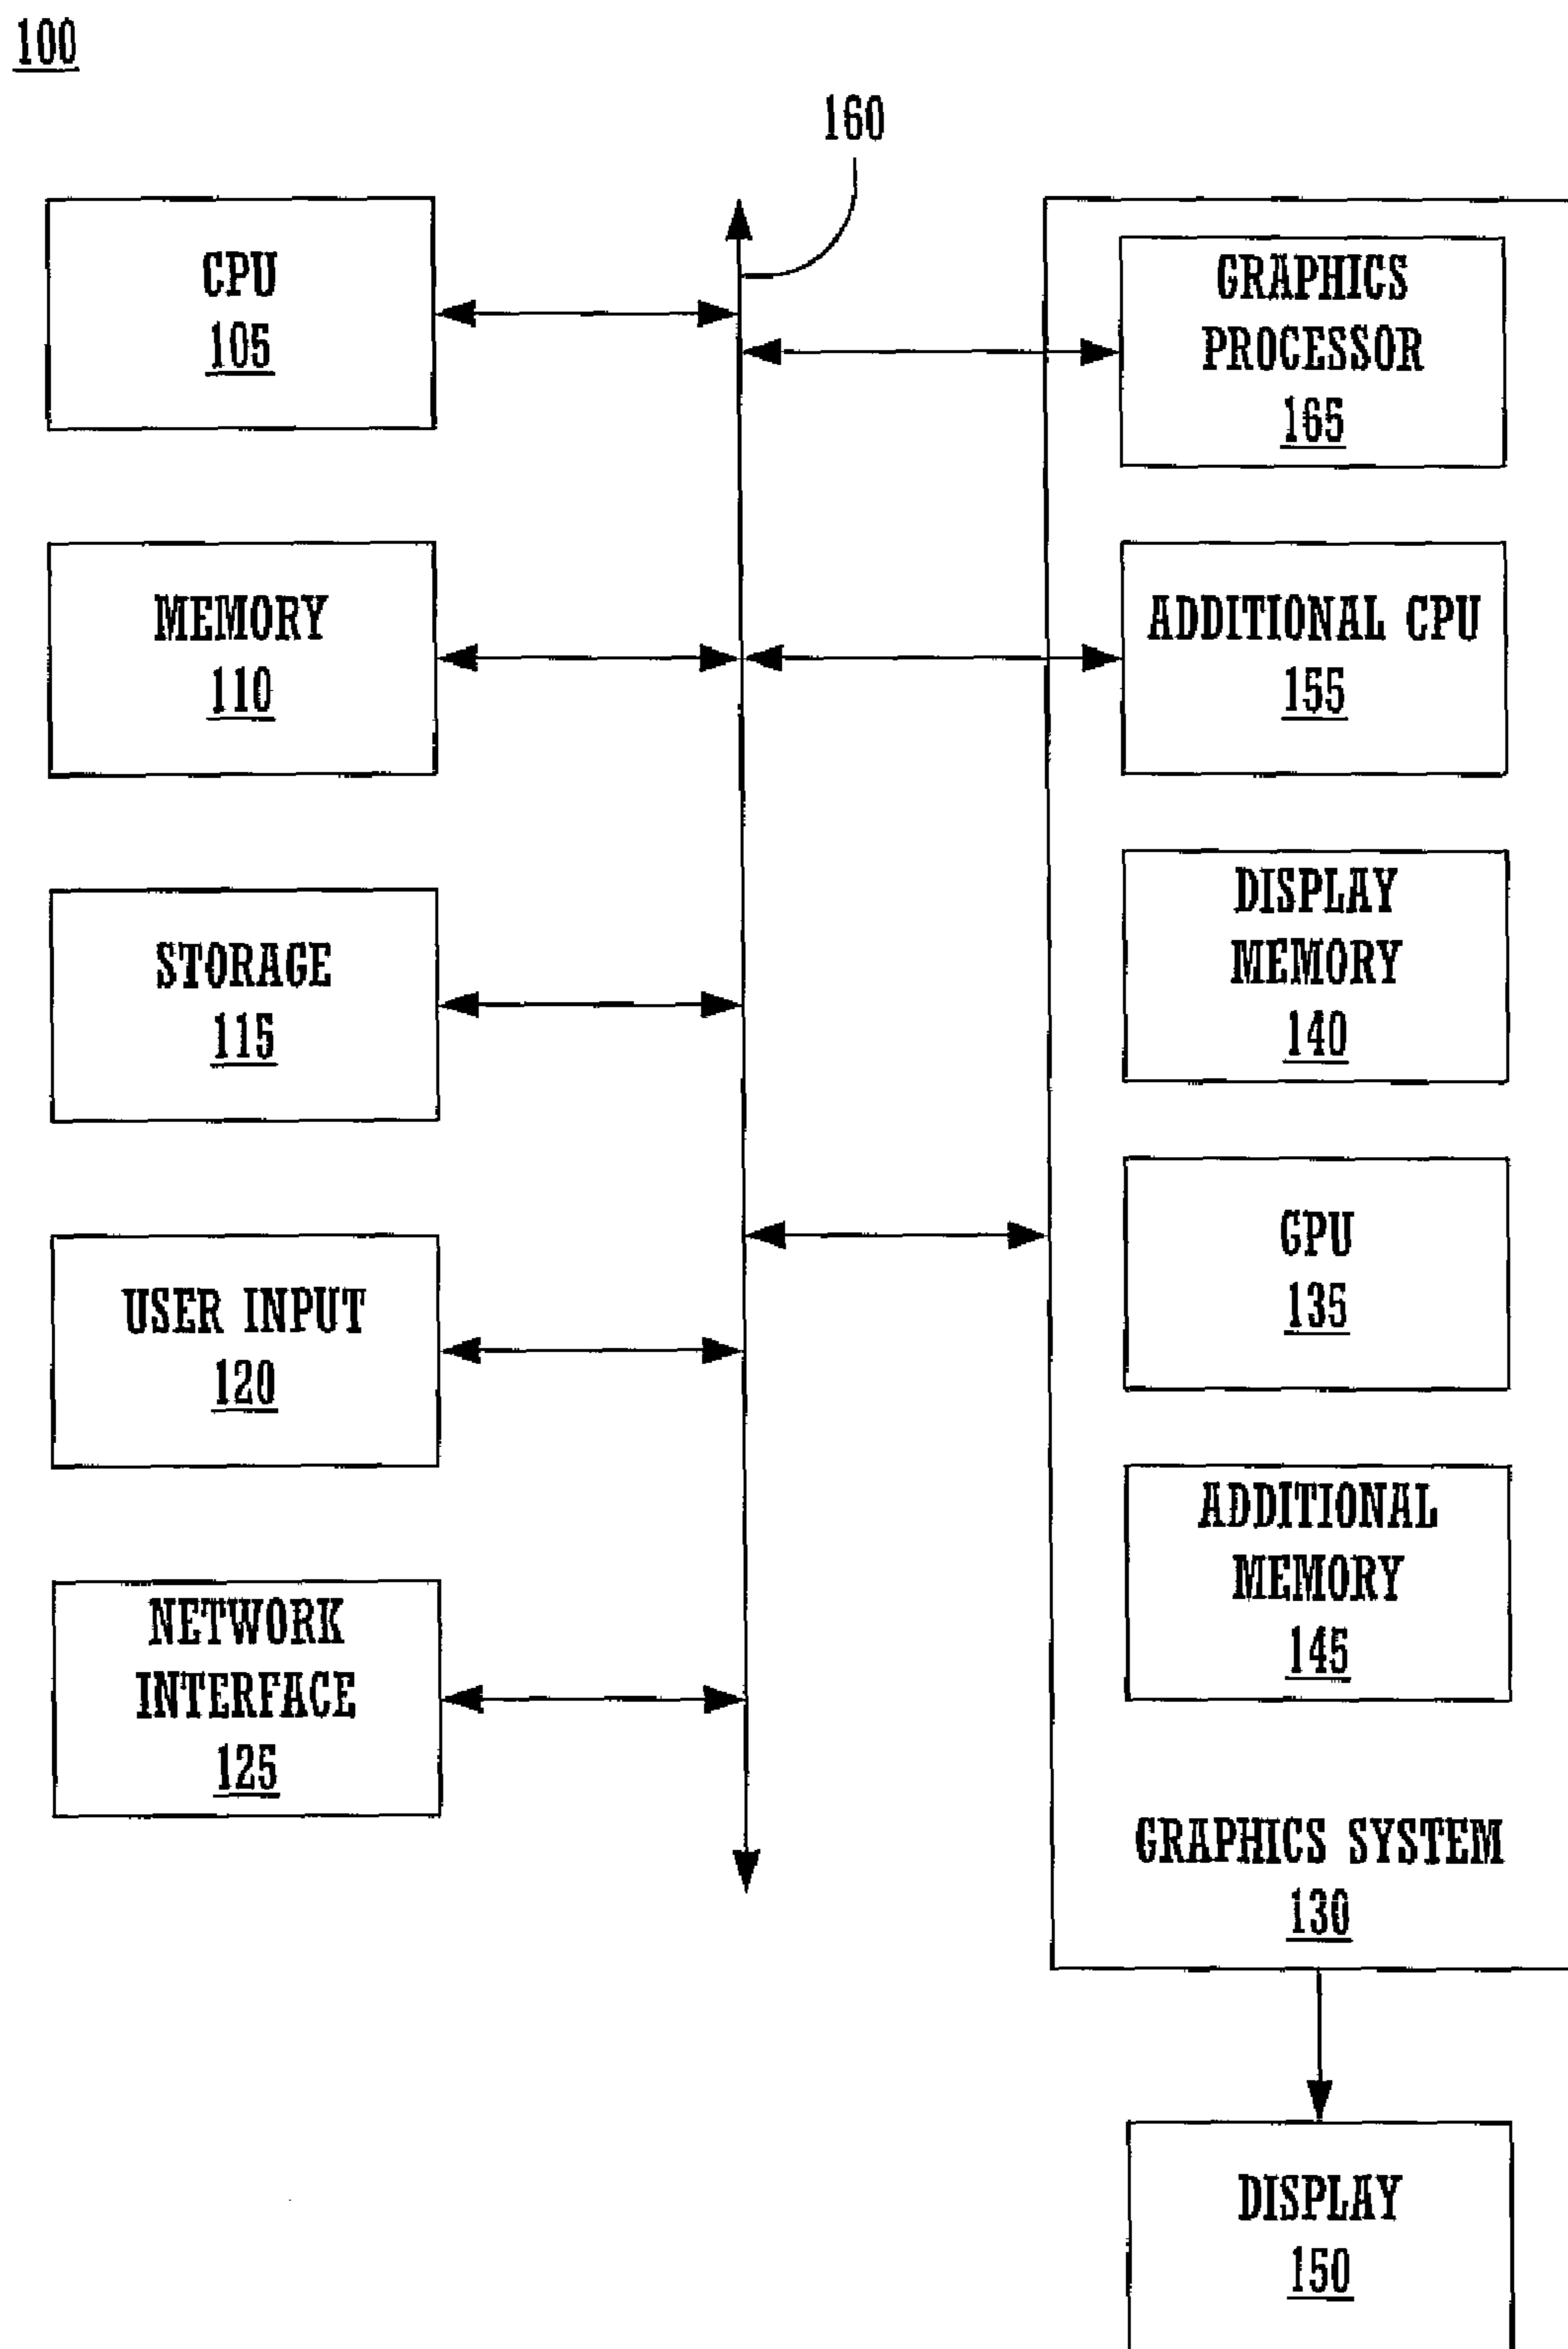 100
160
CPU
105
MEMORY
110
STORAGE
115
USER INPUT
120
NETWORK
INTERFACE
125
GRAPHICS
PROCESSOR
165
ADDITIONAL CPU
155
DISPLAY
MEMORY
140
GPU
135
ADDITIONAL
MEMORY
145
GRAPHICS SYSTEM
130
DISPLAY
150